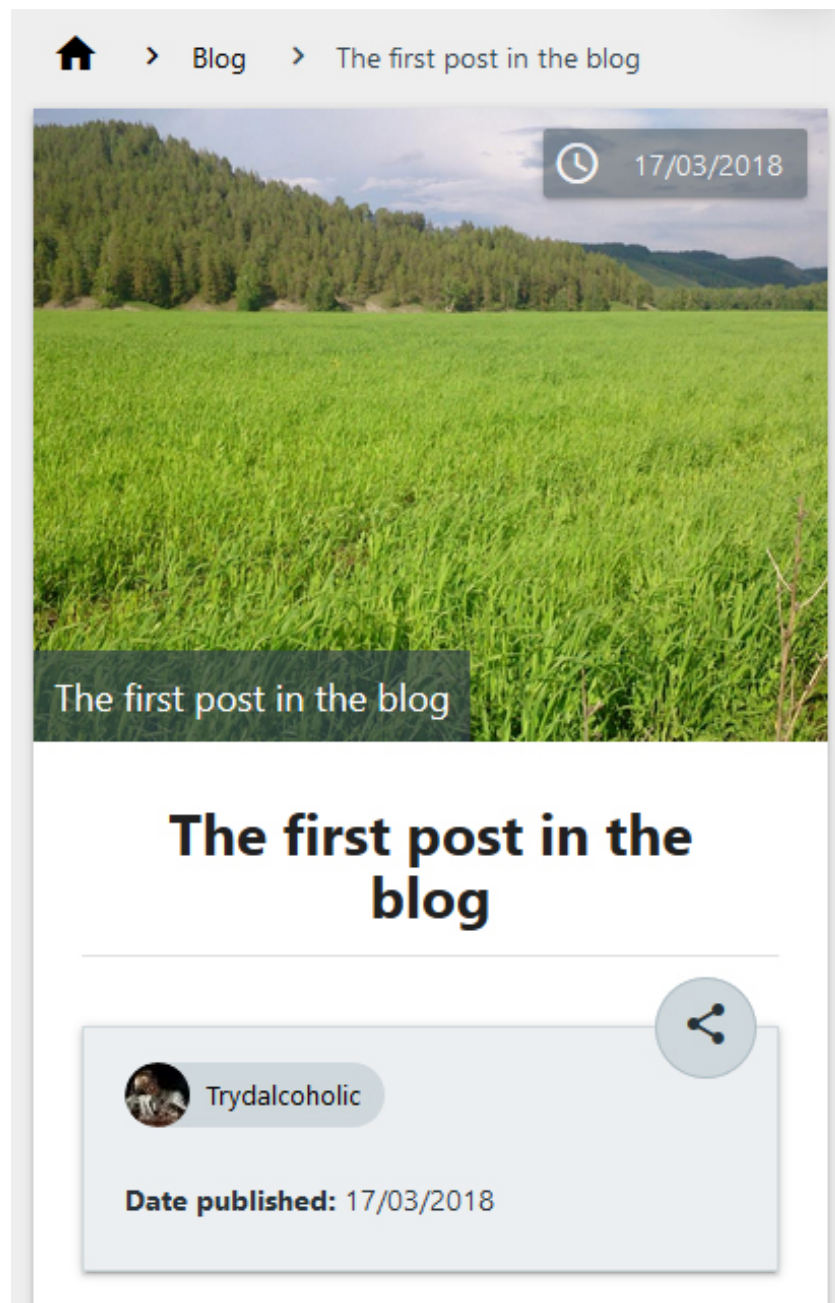 Blog
The first post in the blog
17/03/2018
The first post in the blog
The first post in the
blog
Trydalcoholic
Date published: 17/03/2018